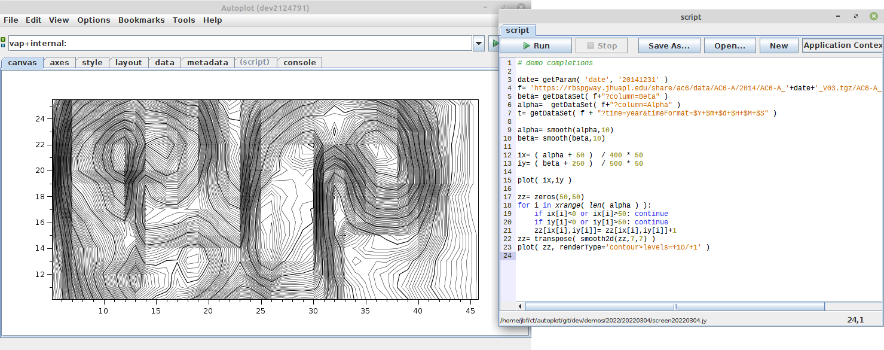 Autoplot (dev2124791)
File Edit View Options Bookmarks Tools Help
vap+internal:
canvas axes style layout data metadata (script) console
24
22
20
18
16
14
12
10 15 20 25 30 35 40 45
script
script
Run Stop Save As... Open... New Application Contex
1 # demo completions
2
3 date= getParam( 'date', '20141231' )
4 f= 'https://rbspgway.jhuapl.edu/share/ac6/data/AC6-A/2014/AC6-A_'+date+'_V03.tgz/AC6-A_
5 beta= getDataSet( f+"?column=Beta" )
6 alpha= getDataSet( f+"?column=Alpha" )
7 t= getDataSet( f + "?time=year&timeFormat=$Y+$m+$d+$H+$M+$S" )
8
9 alpha= smooth(alpha,10)
10 beta= smooth(beta,10)
11
12 ix= ( alpha + 50 ) / 400 * 50
13 iy= ( beta + 250 ) / 500 * 50
14
15 plot( ix,iy )
16
17 zz= zeros(50,50)
18 for i in xrange( len( alpha ) ):
19 if ix[i]<0 or ix[i]>50: continue
20 if iy[i]<0 or iy[i]>50: continue
21 zz[ix[i],iy[i]]= zz[ix[i],iy[i]]+1
22 zz= transpose( smooth2d(zz,7,7) )
23 plot( zz, renderType='contour>levels=+10/+1' )
24
/home/jbf/ct/autoplot/git/dev/demos/2022/20220304/screen20220304.jy
24,1